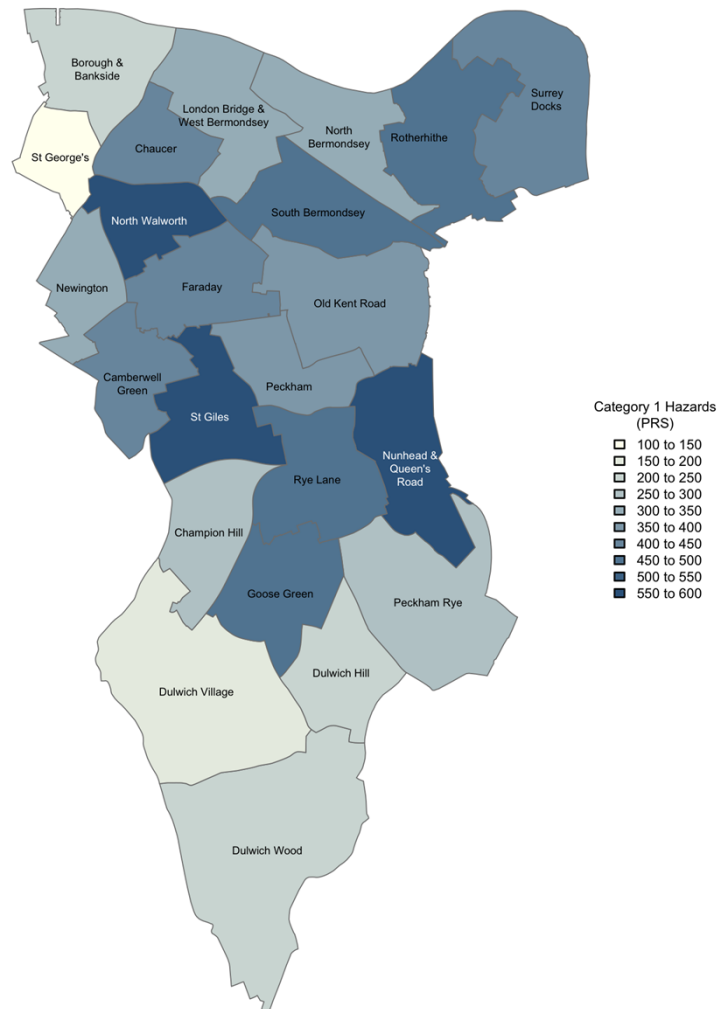 Borough &
Bankside
London Bridge &
West Bermondsey
North
Bermondsey
Rotherhithe
Surrey
Docks
St George's
Chaucer
North Walworth
South Bermondsey
Newington
Faraday
Old Kent Road
Camberwell
Green
Peckham
St Giles
Nunhead &
Queen's
Road
Rye Lane
Champion Hill
Goose Green
Peckham Rye
Dulwich Village
Dulwich Hill
Dulwich Wood
Category 1 Hazards
(PRS)
100 to 150
150 to 200
200 to 250
250 to 300
300 to 350
350 to 400
400 to 450
450 to 500
500 to 550
550 to 600